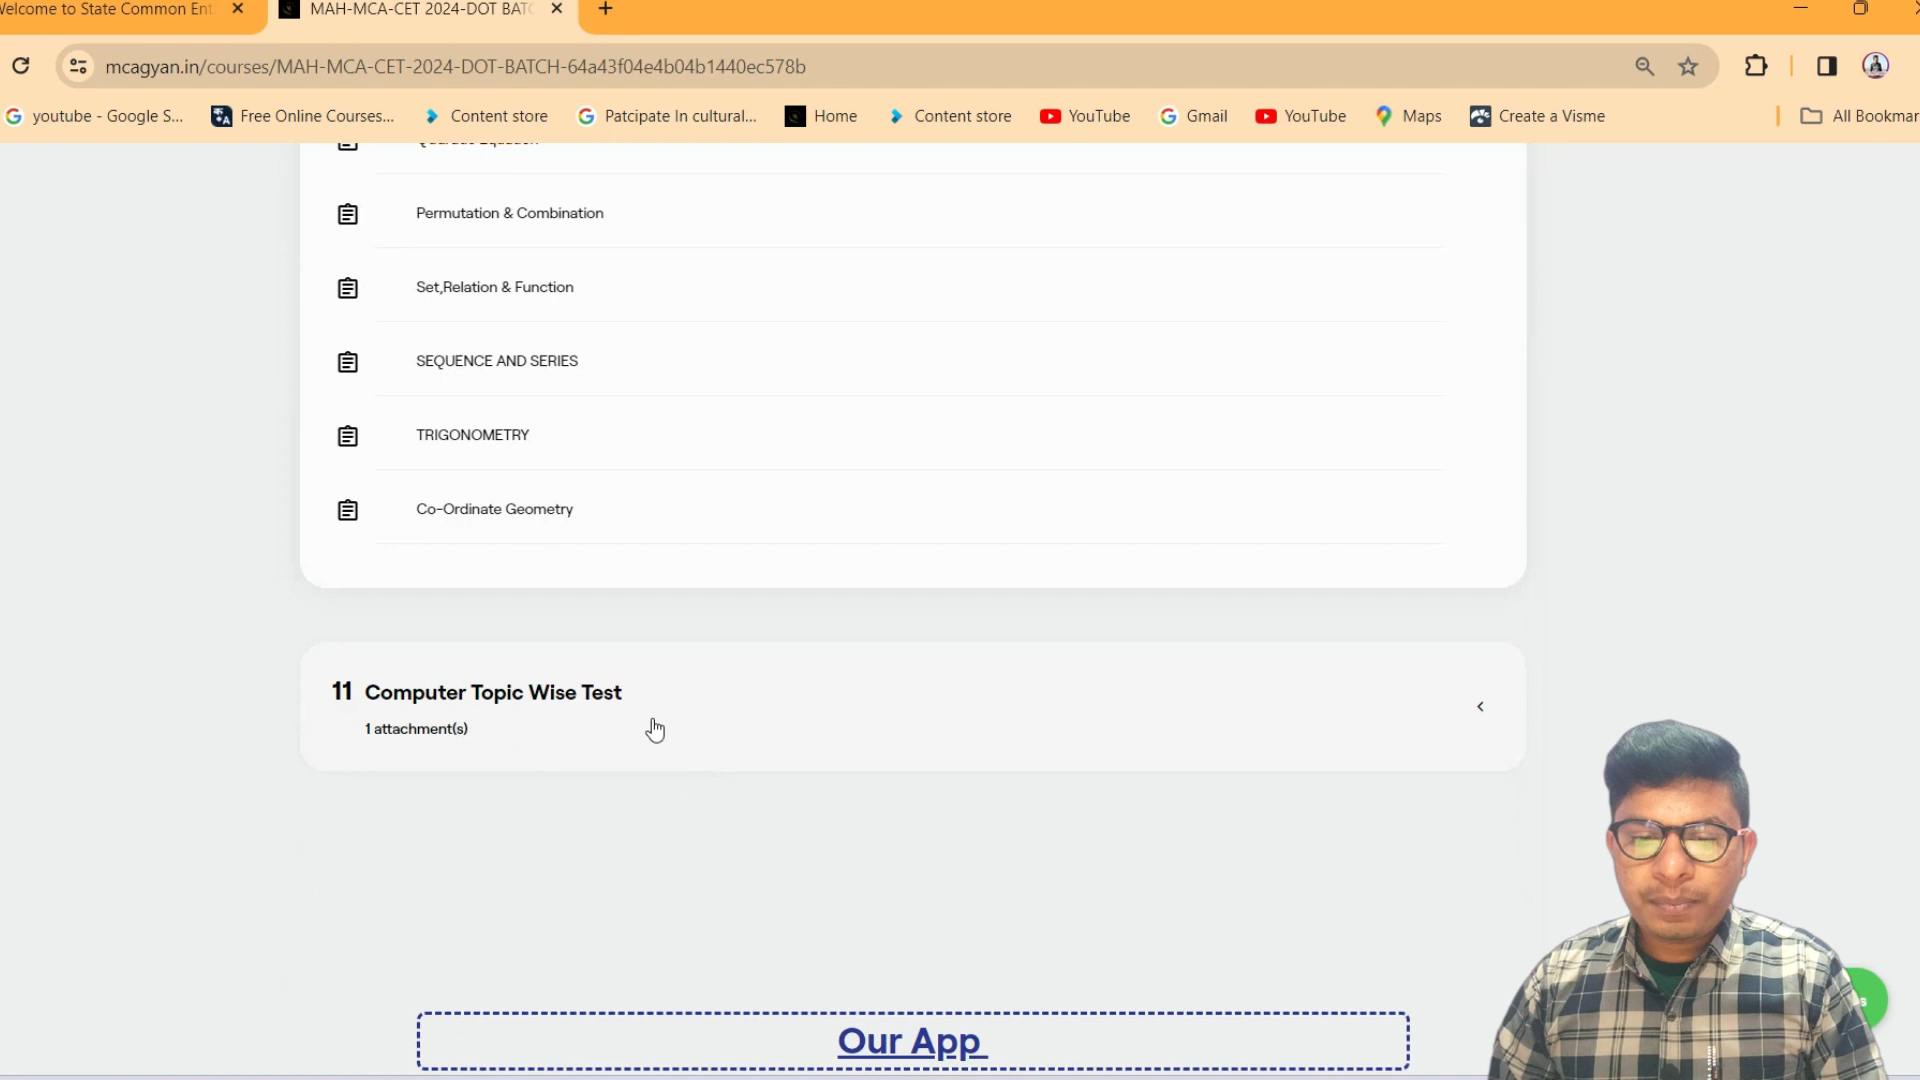 Welcome to State Common Ent
MAH-MCA-CET 2024-DOT BATC
mcagyan.in/courses/MAH-MCA-CET-2024-DOT-BATCH-64a43f04e4b04b1440ec578b
youtube - Google S...
Free Online Courses...
Content store
Patcipate In cultural...
Home
Content store
YouTube
Gmail
YouTube
Maps
Create a Visme
All Bookmar
Permutation & Combination
Set,Relation & Function
SEQUENCE AND SERIES
TRIGONOMETRY
Co-Ordinate Geometry
11 Computer Topic Wise Test
1 attachment(s)
Our App